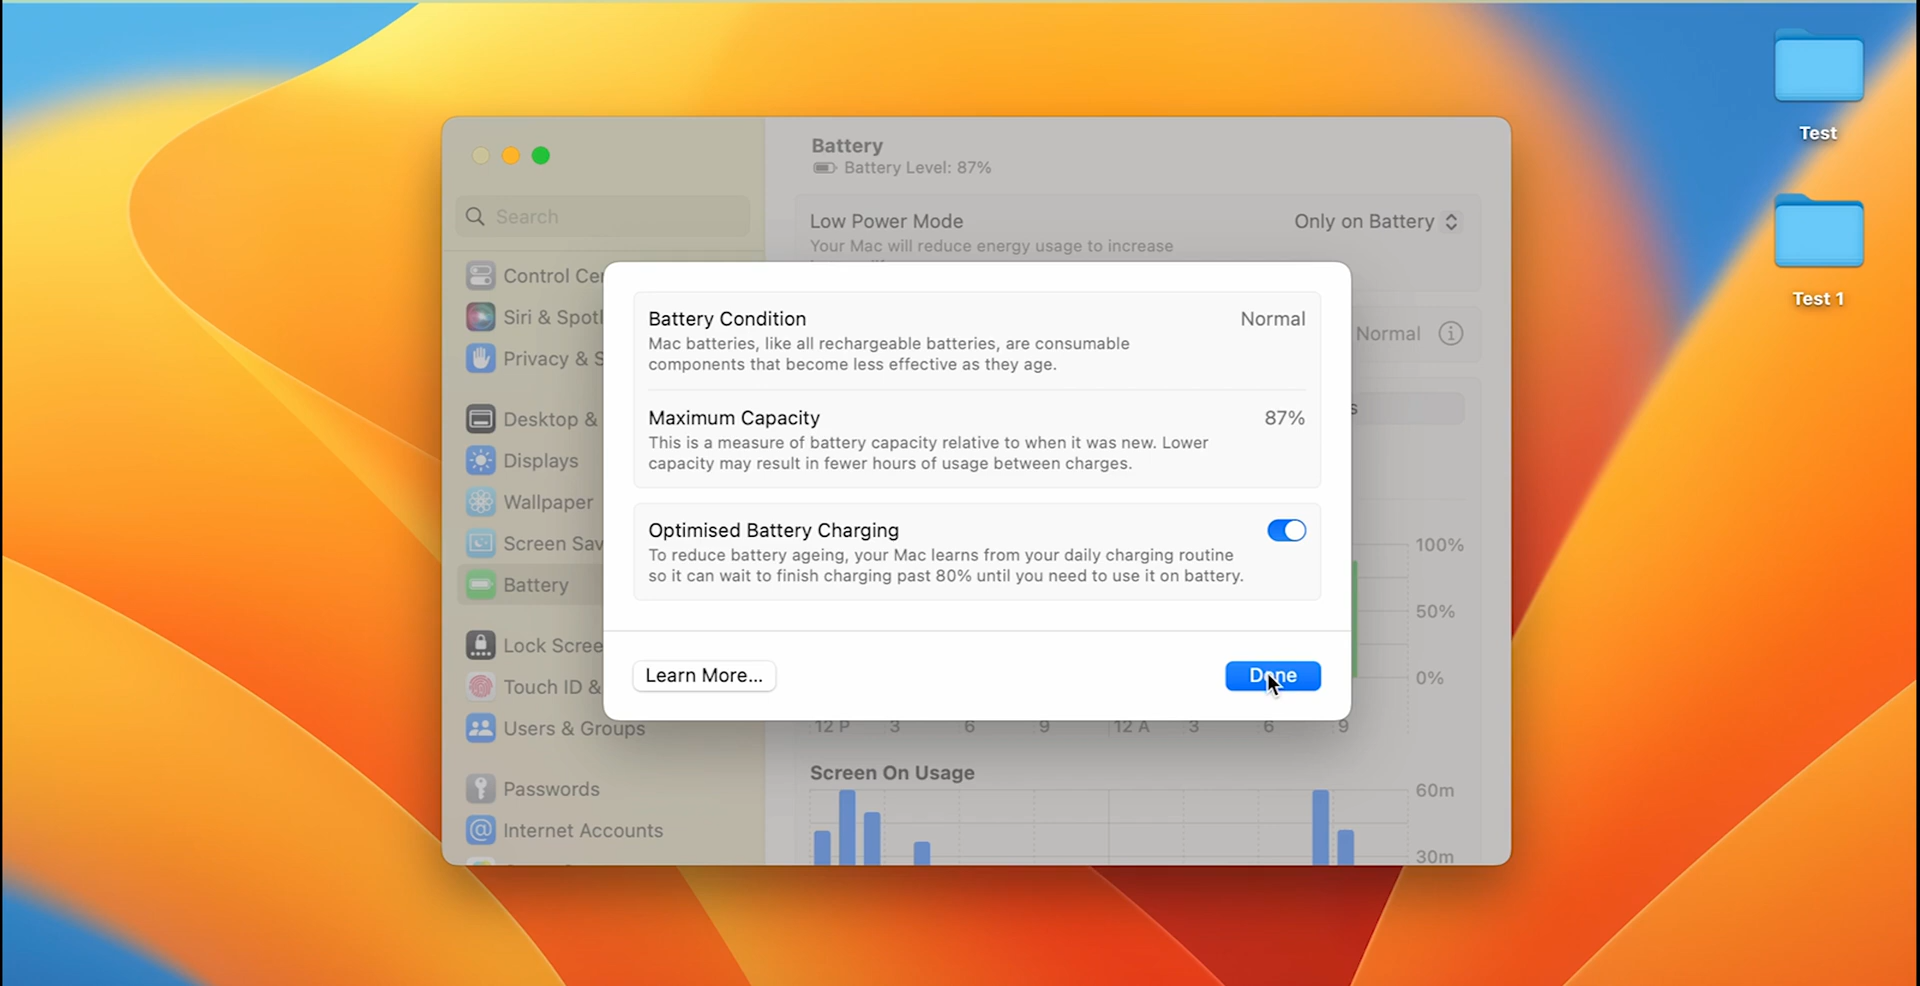 Test
Test 1
Search
Control Ce
Siri & Spotl
Privacy & S
Desktop &
Displays
Wallpaper
Screen Sav
Battery
Lock Scree
Touch ID &
Users & Groups
Passwords
Internet Accounts
Battery
Battery Level: 87%
Low Power Mode
Only on Battery
Your Mac will reduce energy usage to increase
Normal
s
Battery Condition
Normal
Mac batteries, like all rechargeable batteries, are consumable
components that become less effective as they age.
Maximum Capacity
87%
This is a measure of battery capacity relative to when it was new. Lower
capacity may result in fewer hours of usage between charges.
Optimised Battery Charging
To reduce battery ageing, your Mac learns from your daily charging routine
so it can wait to finish charging past 80% until you need to use it on battery.
Learn More...
Done
100%
50%
0%
12 P 3 6 9 12 A 3 6 9
Screen On Usage
60m
30m